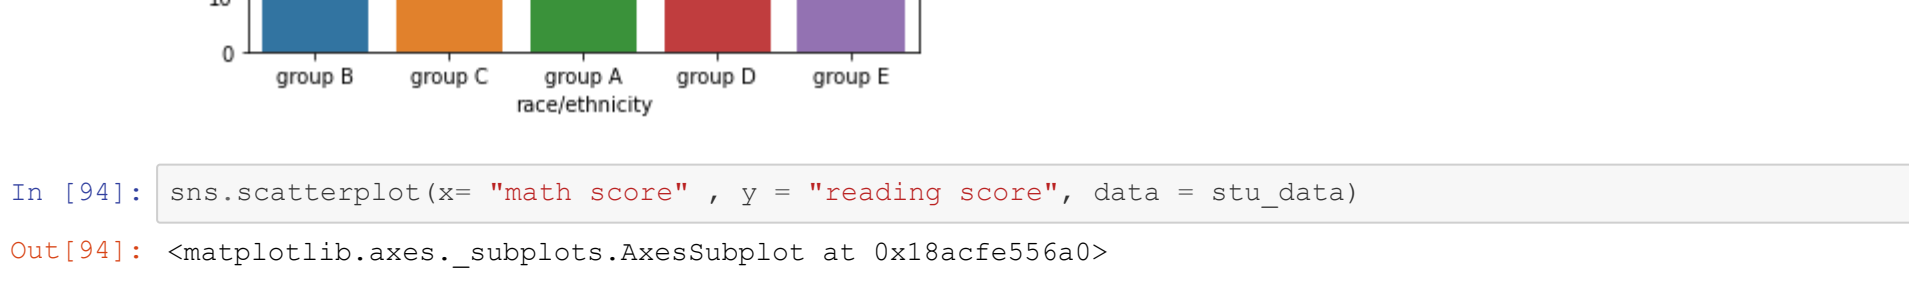 10
0
group B group C group A group D group E
race/ethnicity
In [94]: sns.scatterplot(x= "math score" , y = "reading score", data = stu_data)
Out[94]: <matplotlib.axes._subplots.AxesSubplot at 0x18acfe556a0>